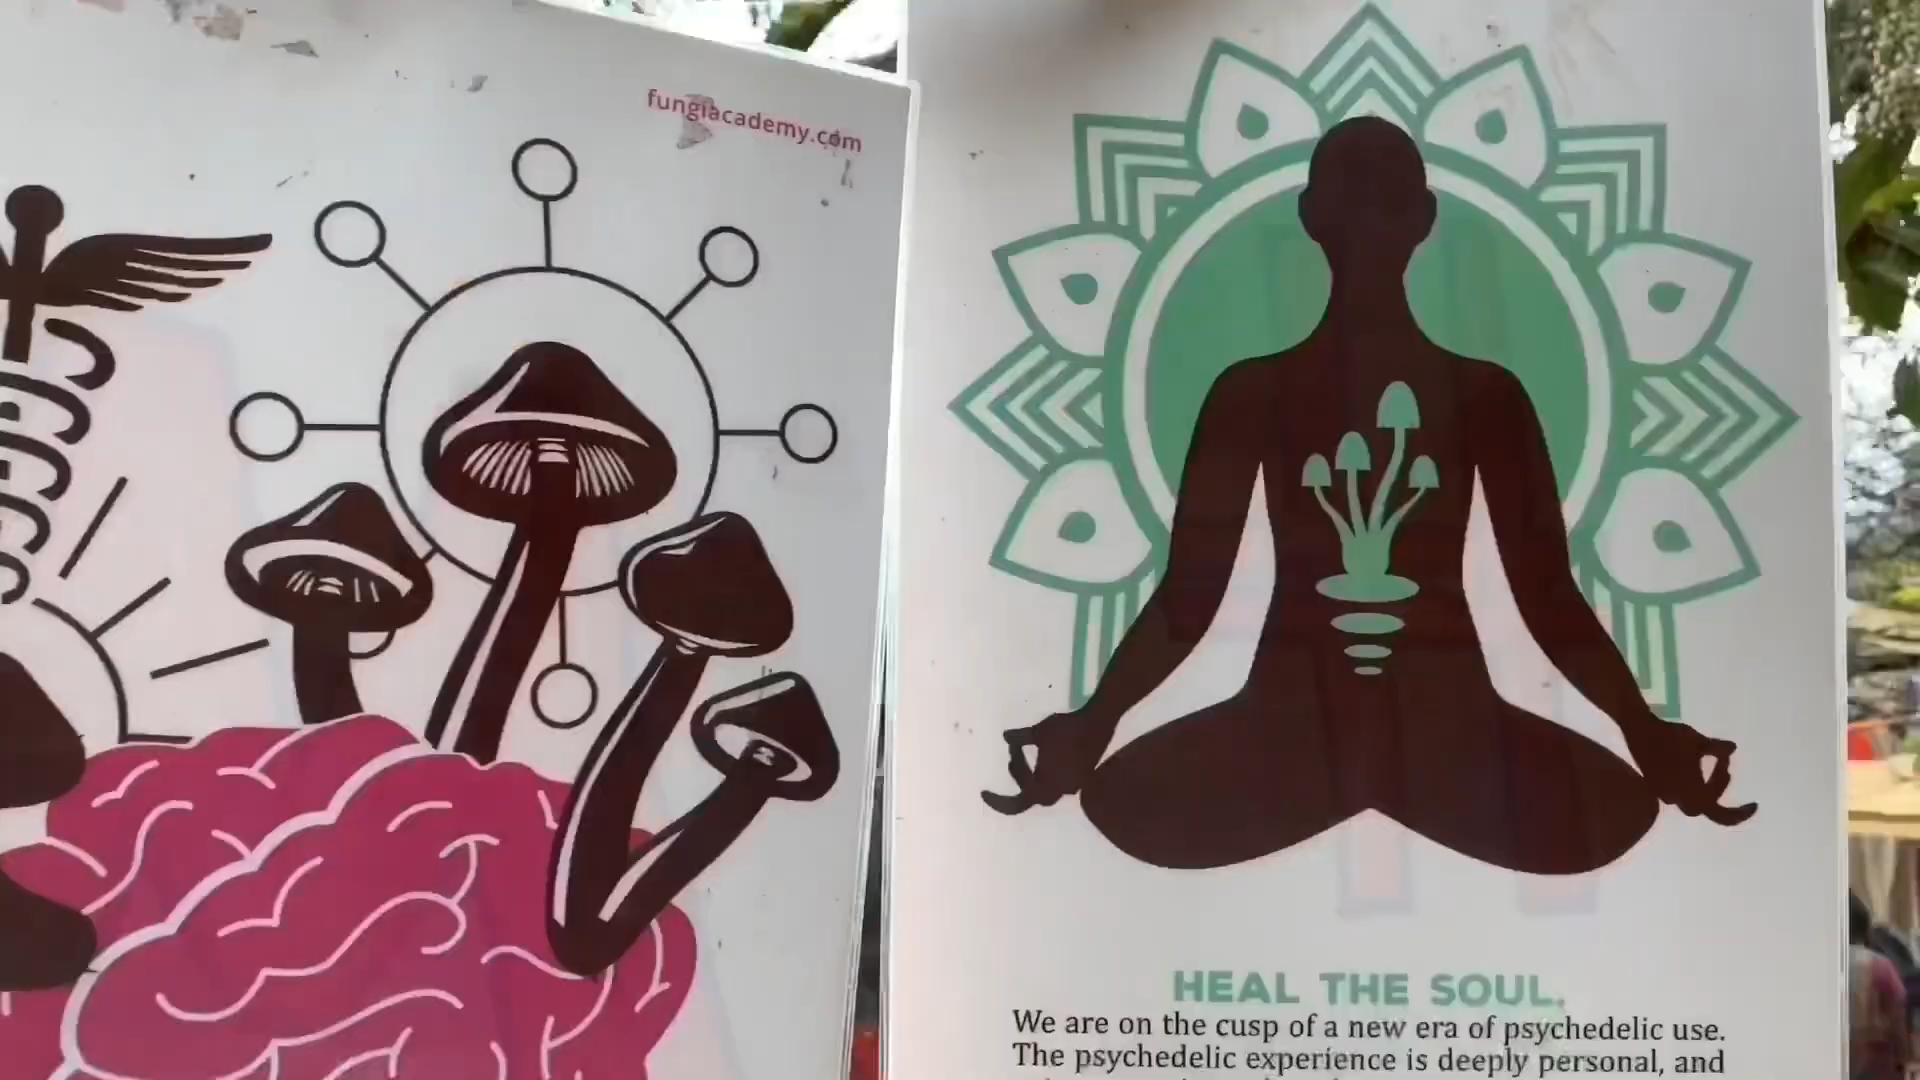 fungiacademy.com
HEAL THE SOUL.
We are on the cusp of a new era of psychedelic use.
The psychedelic experience is deeply personal, and